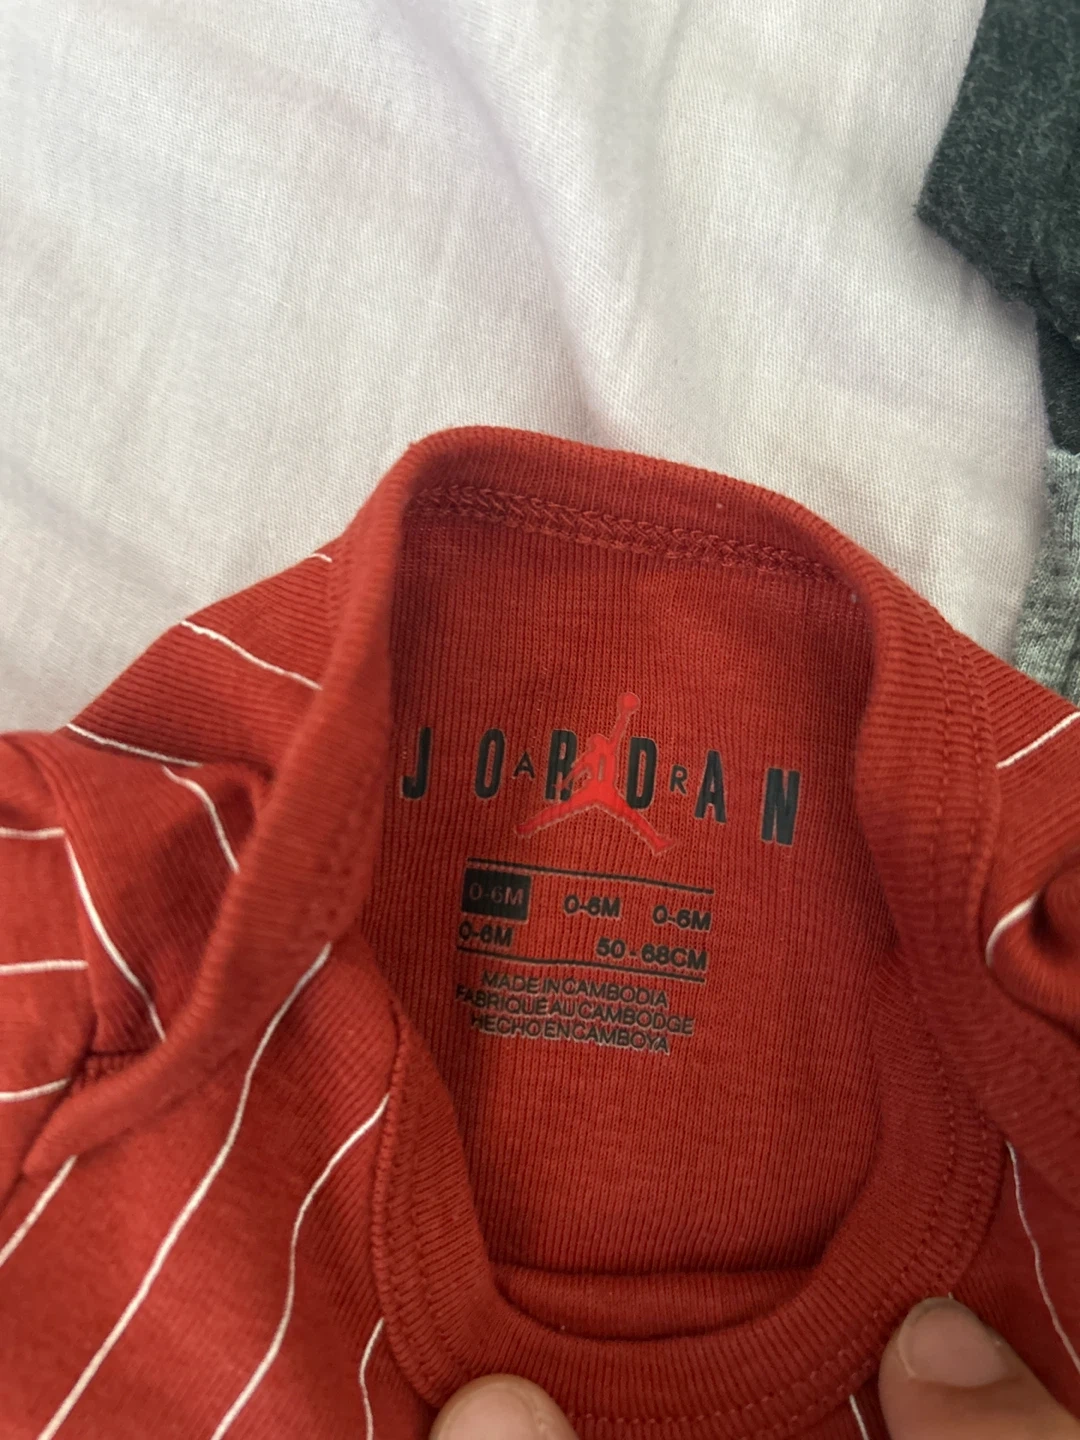 JORDAN
AIR
0-6M 0-6M 0-6M
0-6M 50-68CM
MADE IN CAMBODIA
FABRIQUE AU CAMBODGE
HECHO EN CAMBOYA